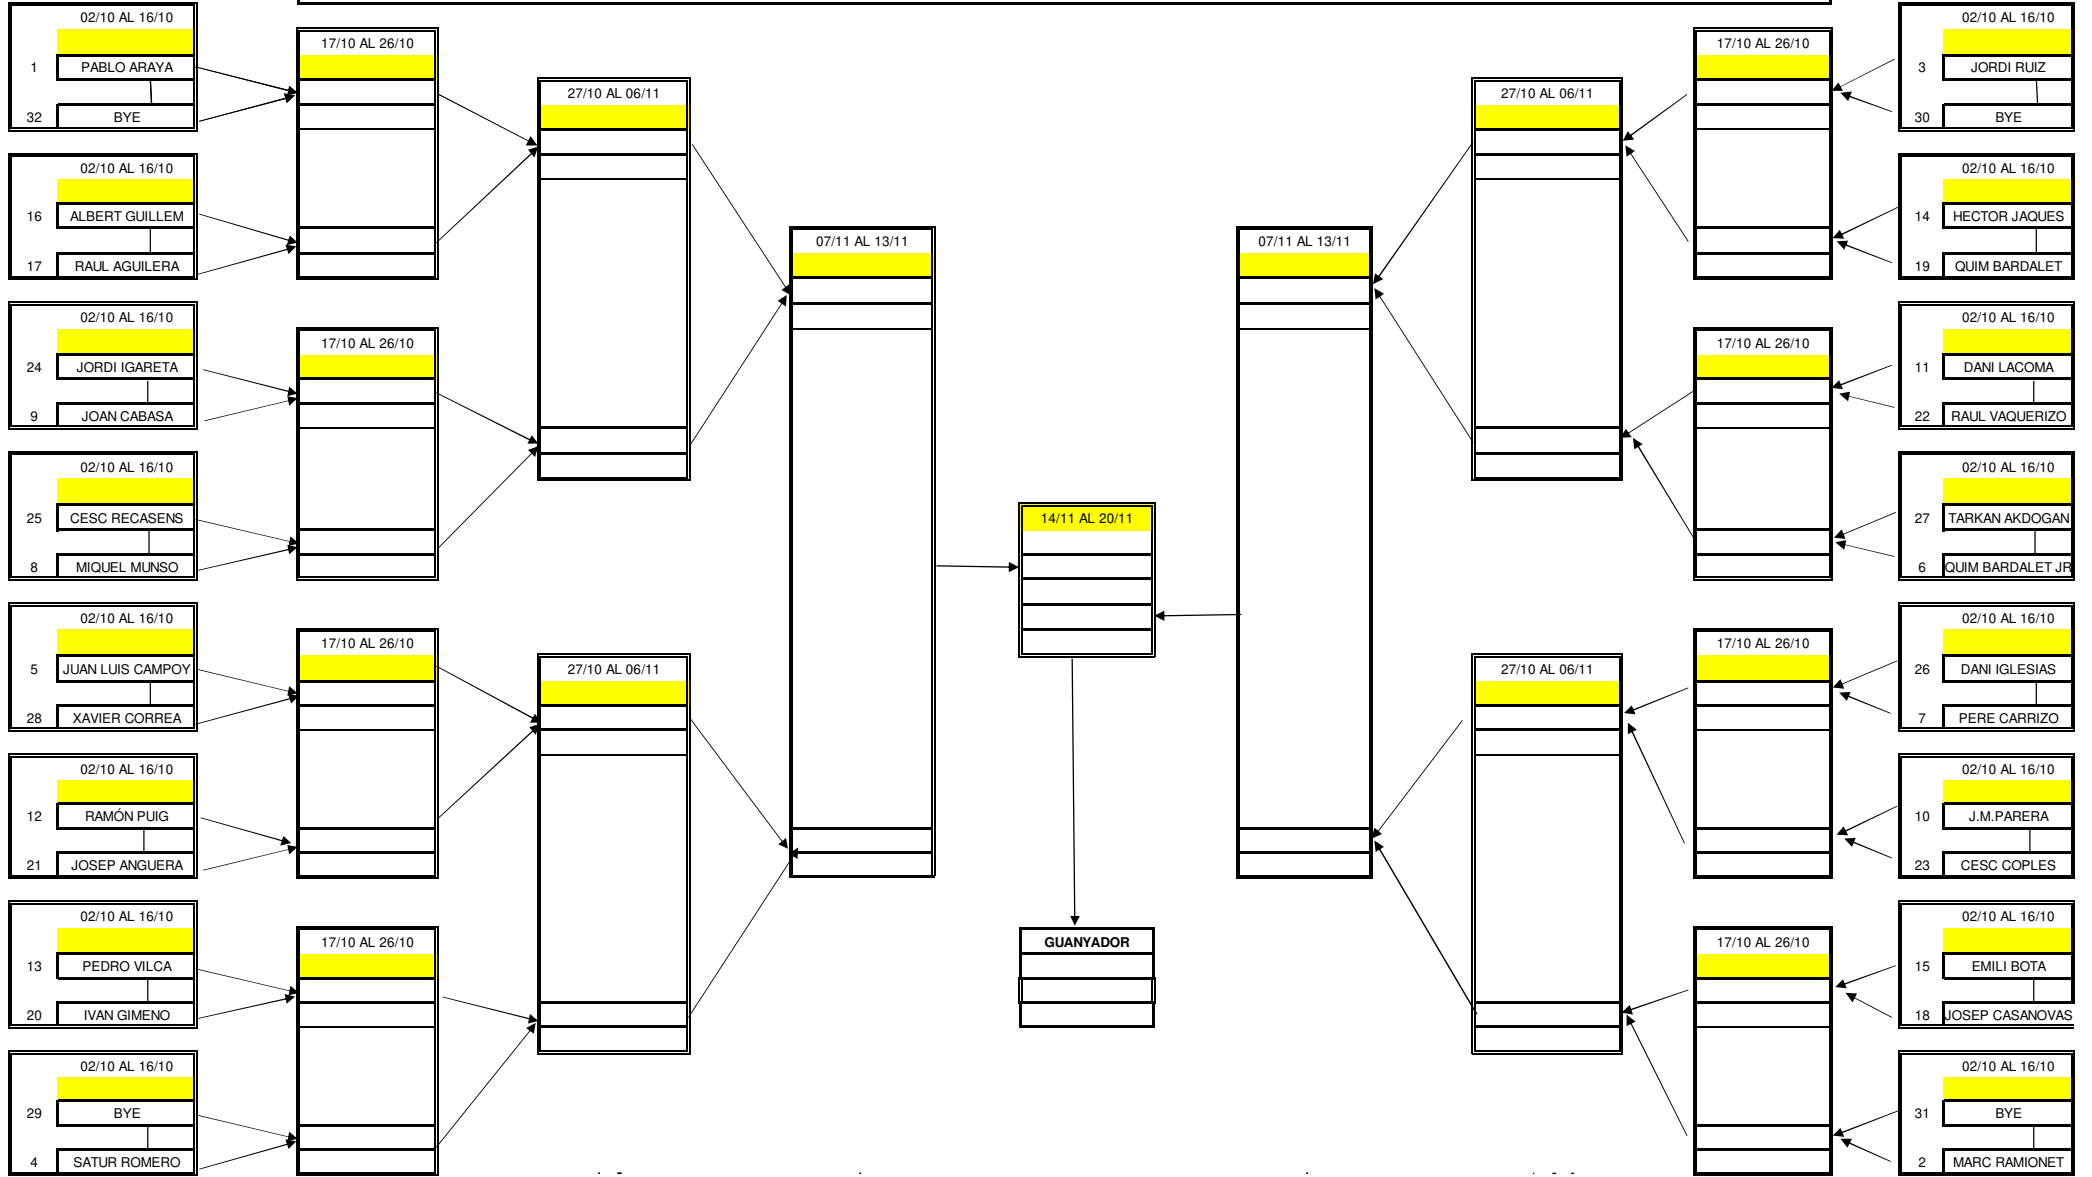 02/10 AL 16/10
1 PABLO ARAYA
32 BYE
02/10 AL 16/10
16 ALBERT GUILLEM
17 RAUL AGUILERA
02/10 AL 16/10
24 JORDI IGARETA
9 JOAN CABASA
02/10 AL 16/10
25 CESC RECASENS
8 MIQUEL MUNSO
02/10 AL 16/10
5 JUAN LUIS CAMPOY
28 XAVIER CORREA
02/10 AL 16/10
12 RAMÓN PUIG
21 JOSEP ANGUERA
02/10 AL 16/10
13 PEDRO VILCA
20 IVAN GIMENO
02/10 AL 16/10
29 BYE
4 SATUR ROMERO
17/10 AL 26/10
17/10 AL 26/10
17/10 AL 26/10
17/10 AL 26/10
27/10 AL 06/11
27/10 AL 06/11
07/11 AL 13/11
14/11 AL 20/11
GUANYADOR
07/11 AL 13/11
27/10 AL 06/11
27/10 AL 06/11
17/10 AL 26/10
17/10 AL 26/10
17/10 AL 26/10
17/10 AL 26/10
02/10 AL 16/10
3 JORDI RUIZ
30 BYE
02/10 AL 16/10
14 HECTOR JAQUES
19 QUIM BARDALET
02/10 AL 16/10
11 DANI LACOMA
22 RAUL VAQUERIZO
02/10 AL 16/10
27 TARKAN AKDOGAN
6 QUIM BARDALET JR
02/10 AL 16/10
26 DANI IGLESIAS
7 PERE CARRIZO
02/10 AL 16/10
10 J.M.PARERA
23 CESC COPLES
02/10 AL 16/10
15 EMILI BOTA
18 JOSEP CASANOVAS
02/10 AL 16/10
31 BYE
2 MARC RAMIONET